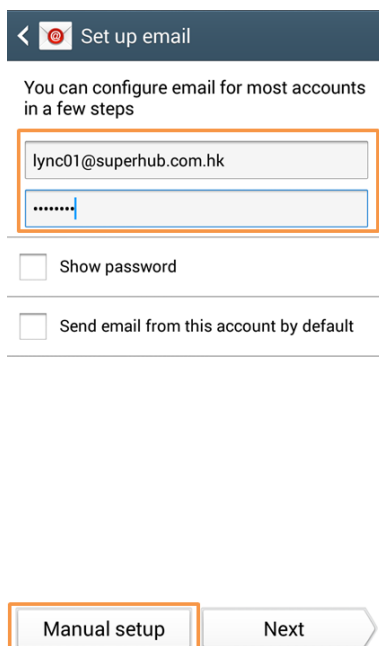 Set up email
You can configure email for most accounts
in a few steps
lync01@superhub.com.hk
••••••••
Show password
Send email from this account by default
Manual setup
Next